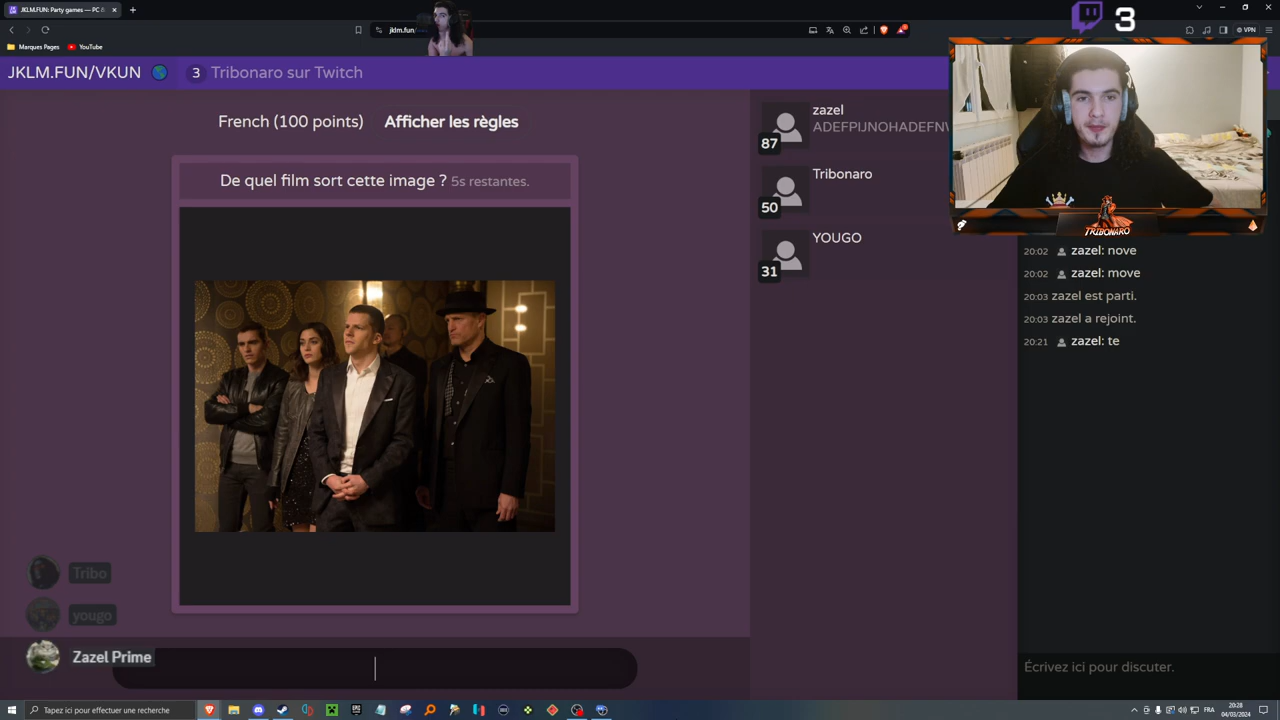 JKLM.FUN: Party games — PC &
3
jklm.fun/
VPN
Marques Pages
YouTube
JKLM.FUN/VKUN
3
Tribonaro sur Twitch
French (100 points)
Afficher les règles
De quel film sort cette image ? 5s restantes.
zazel
ADEFPIJNOHADEFNV
87
Tribonaro
50
YOUGO
31
TRIBONARO
20:02 zazel: nove
20:02 zazel: move
20:03 zazel est parti.
20:03 zazel a rejoint.
20:21 zazel: te
Tribo
yougo
Zazel Prime
Écrivez ici pour discuter.
Tapez ici pour effectuer une recherche
FRA
20:28
04/03/2024